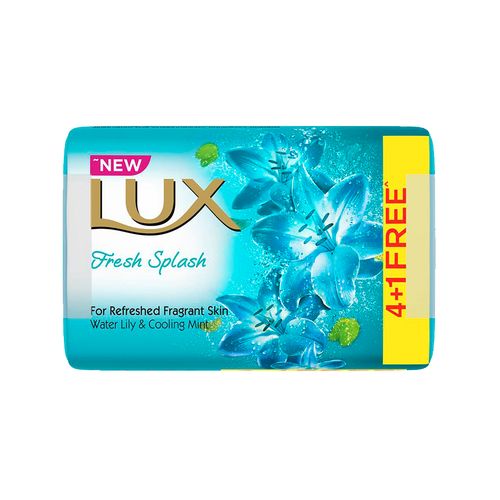 ~NEW
LUX
Fresh Splash
For Refreshed Fragrant Skin
Water Lily & Cooling Mint
4+1 FREE^